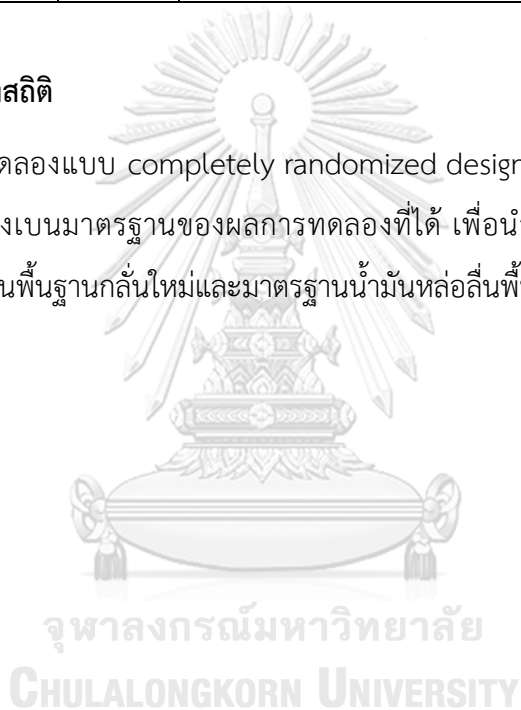 สถิติ
ดลองแบบ completely randomized design
งเบนมาตรฐานของผลการทดลองที่ได้ เพื่อนำ
นพื้นฐานกลั่นใหม่และมาตรฐานน้ำมันหล่อลื่นพื้
จุฬาลงกรณ์มหาวิทยาลัย
CHULALONGKORN UNIVERSITY